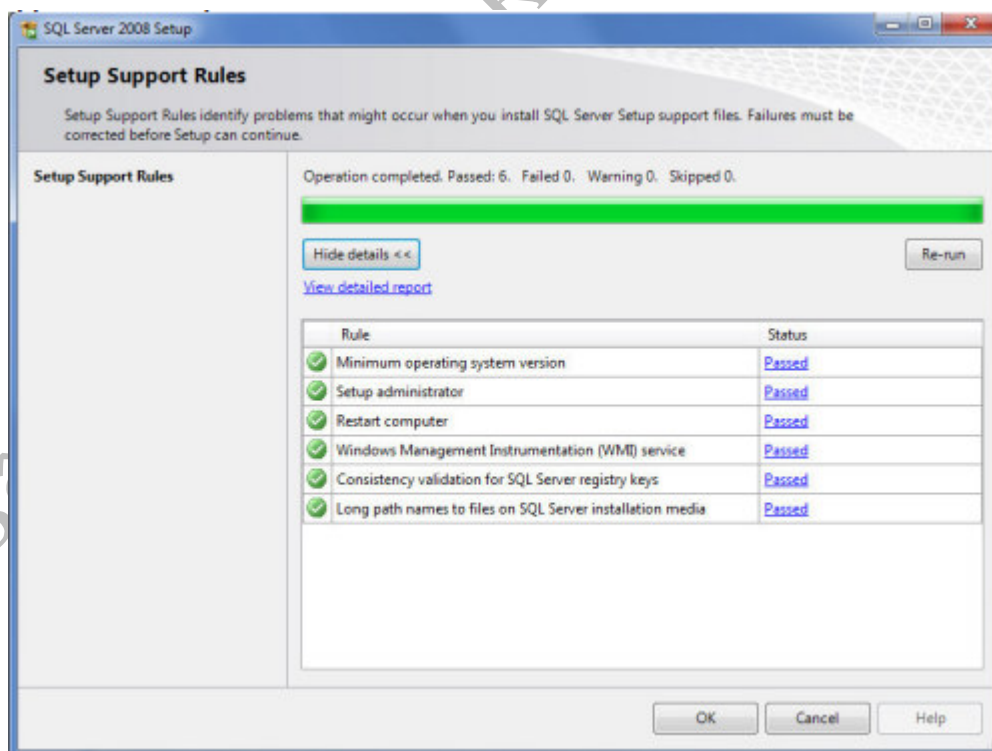 SQL Server 2008 Setup
Setup Support Rules
Setup Support Rules identify problems that might occur when you install SQL Server Setup support files. Failures must be
corrected before Setup can continue.
Setup Support Rules
Operation completed. Passed: 6. Failed 0. Warning 0. Skipped 0.
Hide details <<
Re-run
View detailed report
Rule Status
Minimum operating system version Passed
Setup administrator Passed
Restart computer Passed
Windows Management Instrumentation (WMI) service Passed
Consistency validation for SQL Server registry keys Passed
Long path names to files on SQL Server installation media Passed
OK Cancel Help